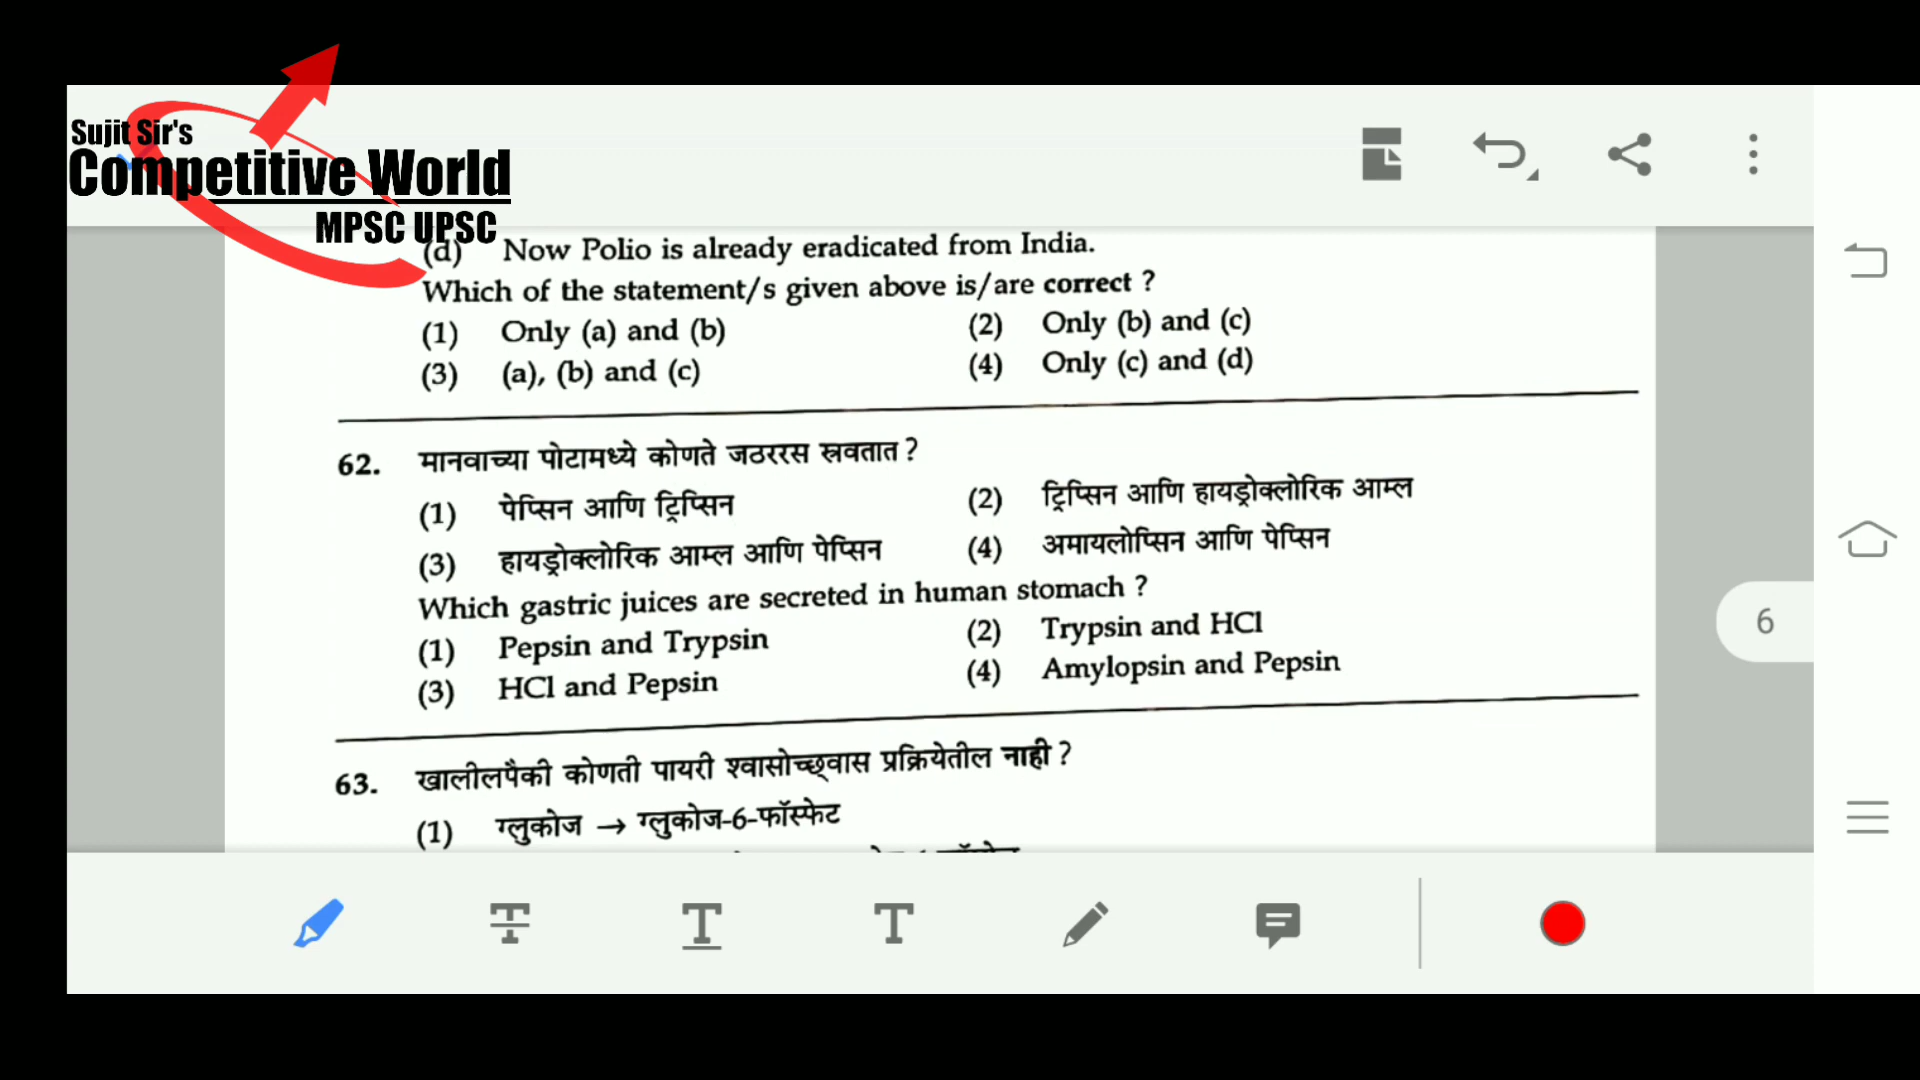 Sujit Sir's
Competitive World
MPSC UPSC
(d) Now Polio is already eradicated from India.
Which of the statement/s given above is/are correct ?
(1) Only (a) and (b) (2) Only (b) and (c)
(3) (a), (b) and (c) (4) Only (c) and (d)
62. मानवाच्या पोटामध्ये कोणते जठररस स्रवतात ?
(1) पेप्सिन आणि ट्रिप्सिन (2) ट्रिप्सिन आणि हायड्रोक्लोरिक आम्ल
(3) हायड्रोक्लोरिक आम्ल आणि पेप्सिन (4) अमायलोप्सिन आणि पेप्सिन
Which gastric juices are secreted in human stomach ?
(1) Pepsin and Trypsin (2) Trypsin and HCl
(3) HCl and Pepsin (4) Amylopsin and Pepsin
63. खालीलपैकी कोणती पायरी श्वासोच्छ्वास प्रक्रियेतील नाही ?
(1) ग्लुकोज → ग्लुकोज-6-फॉस्फेट
6